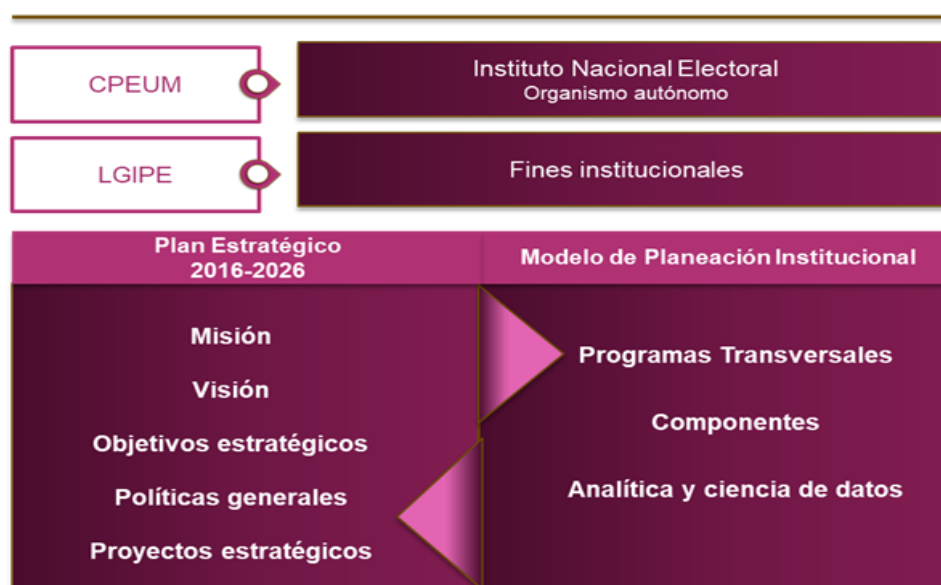 CPEUM
Instituto Nacional Electoral
Organismo autónomo
LGIPE
Fines institucionales
Plan Estratégico
2016-2026
Modelo de Planeación Institucional
Misión
Visión
Objetivos estratégicos
Políticas generales
Proyectos estratégicos
Programas Transversales
Componentes
Analítica y ciencia de datos